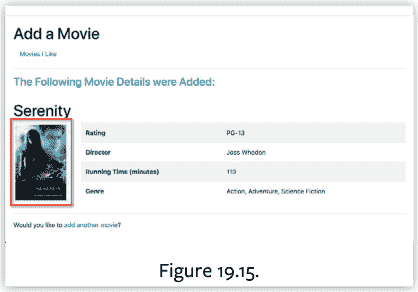 Add a Movie
Movies I Like
The Following Movie Details were Added:
Serenity
Rating PG-13
Director Joss Whedon
Running Time (minutes) 119
Genre Action, Adventure, Science Fiction
Would you like to add another movie?
Figure 19.15.